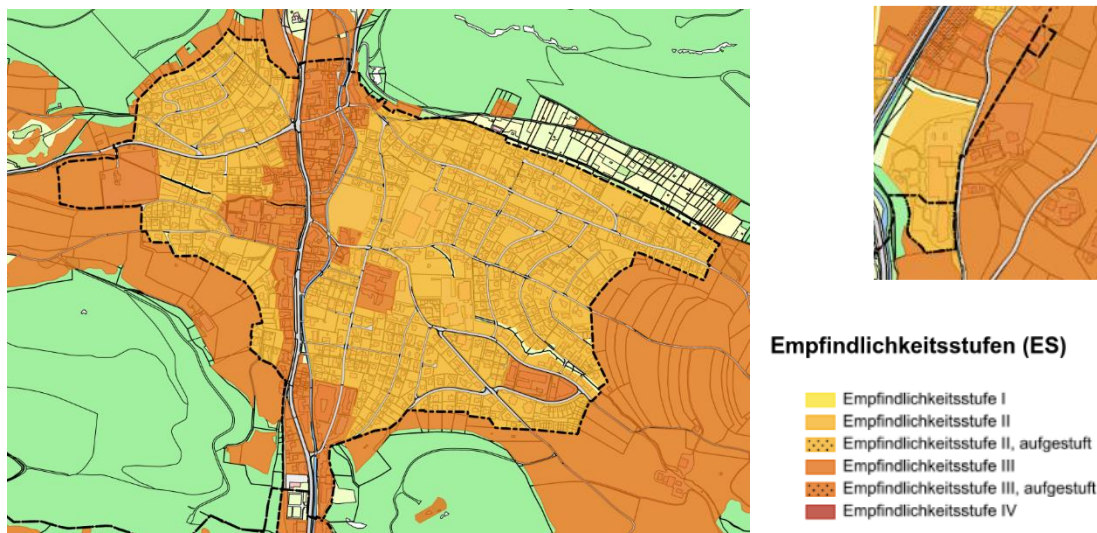 Empfindlichkeitsstufen (ES)
Empfindlichkeitsstufe I
Empfindlichkeitsstufe II
Empfindlichkeitsstufe II, aufgestuft
Empfindlichkeitsstufe III
Empfindlichkeitsstufe III, aufgestuft
Empfindlichkeitsstufe IV